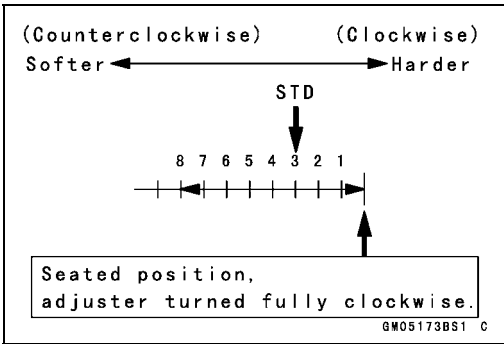 (Counterclockwise) (Clockwise)
Softer Harder
STD
8 7 6 5 4 3 2 1
Seated position,
adjuster turned fully clockwise.
GM05173BS1 C